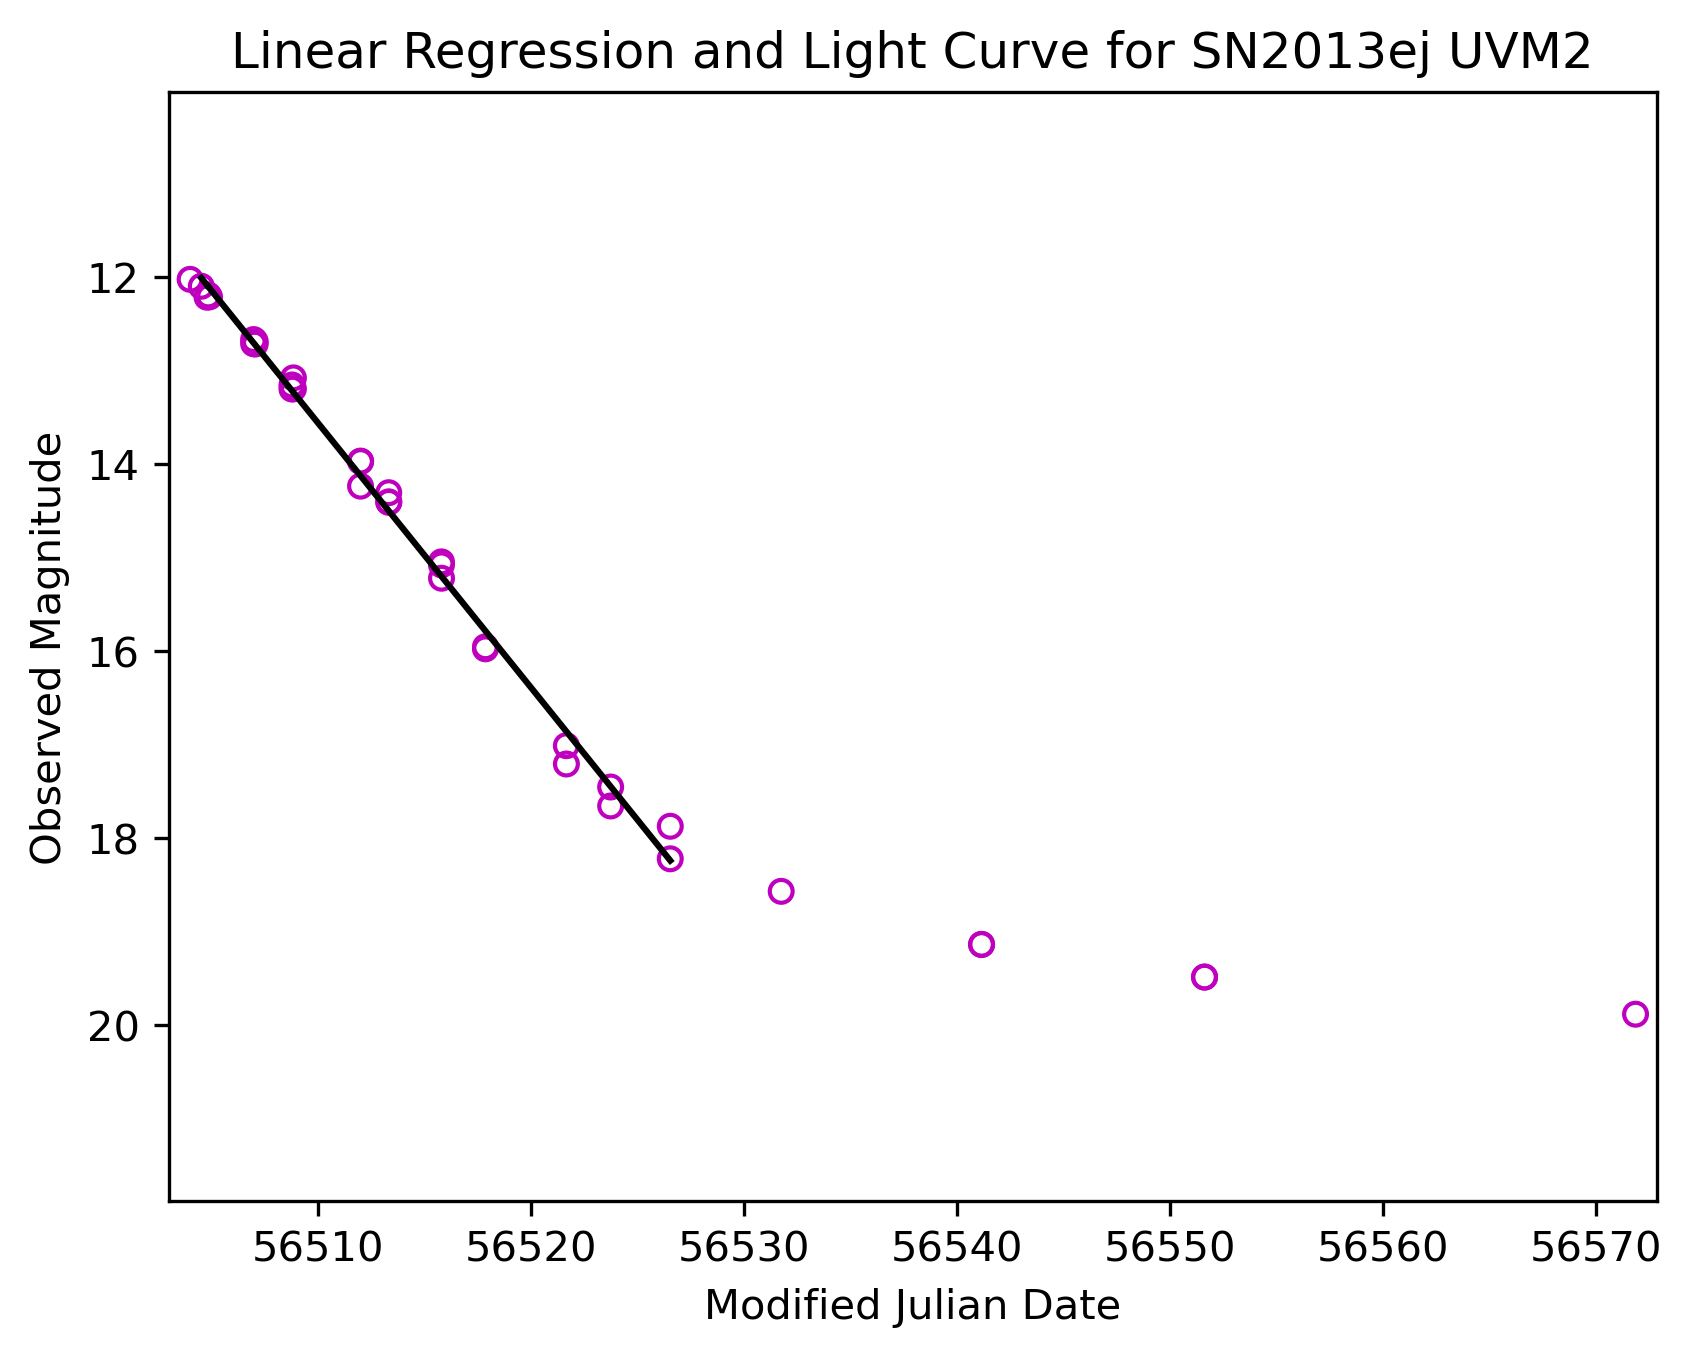 Linear Regression and Light Curve for SN2013ej UVM2
12
14
16
18
20
Observed Magnitude
56510 56520 56530 56540 56550 56560 56570
Modified Julian Date